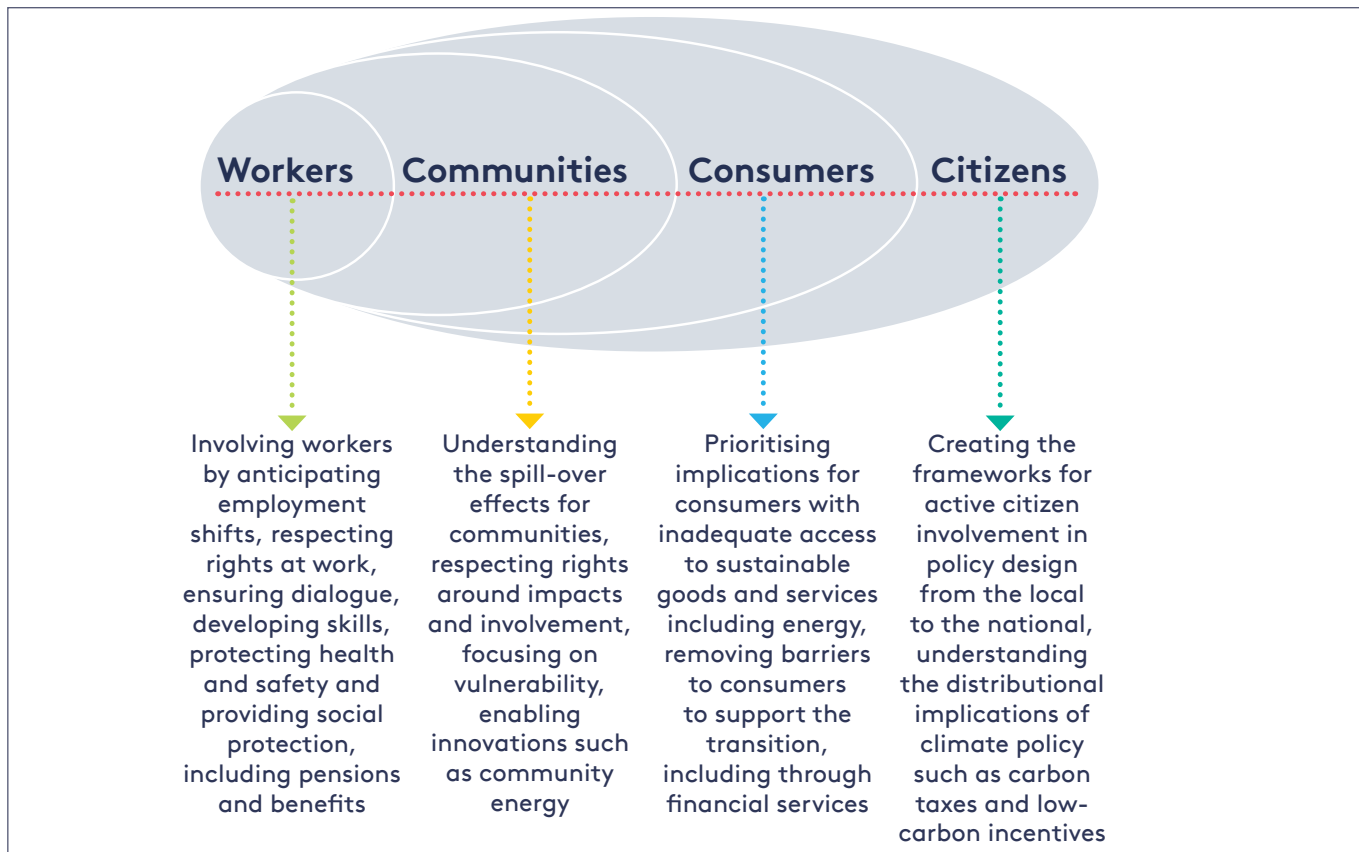 Workers
Communities
Consumers
Citizens
Involving workers
by anticipating
employment
shifts, respecting
rights at work,
ensuring dialogue,
developing skills,
protecting health
and safety and
providing social
protection,
including pensions
and benefits
Understanding
the spill-over
effects for
communities,
respecting rights
around impacts
and involvement,
focusing on
vulnerability,
enabling
innovations such
as community
energy
Prioritising
implications for
consumers with
inadequate access
to sustainable
goods and services
including energy,
removing barriers
to consumers
to support the
transition,
including through
financial services
Creating the
frameworks for
active citizen
involvement in
policy design
from the local
to the national,
understanding
the distributional
implications of
climate policy
such as carbon
taxes and low-
carbon incentives